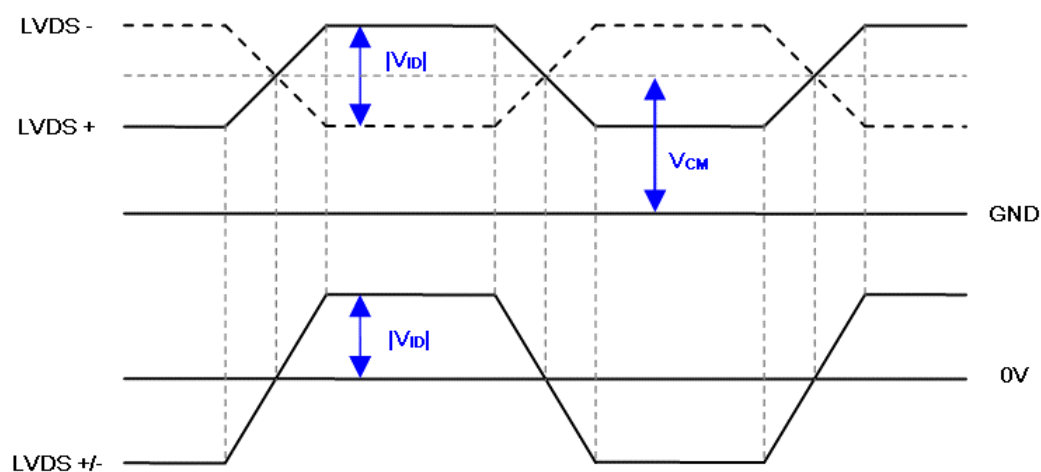 LVDS -
|VID|
LVDS +
VCM
GND
|VID|
0V
LVDS +/-